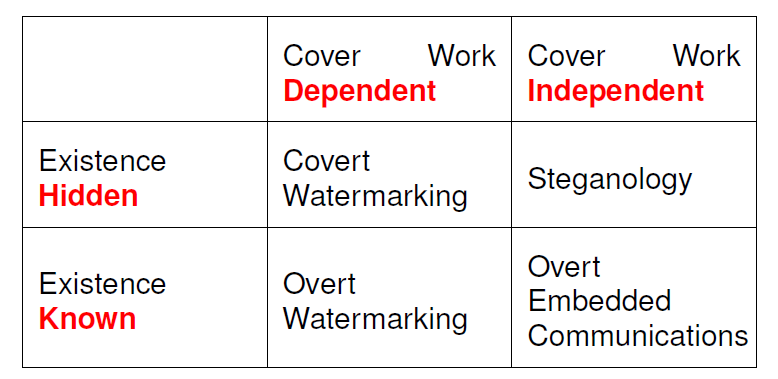 Cover Work
Dependent
Cover Work
Independent
Existence
Hidden
Covert
Watermarking
Steganology
Existence
Known
Overt
Watermarking
Overt
Embedded
Communications